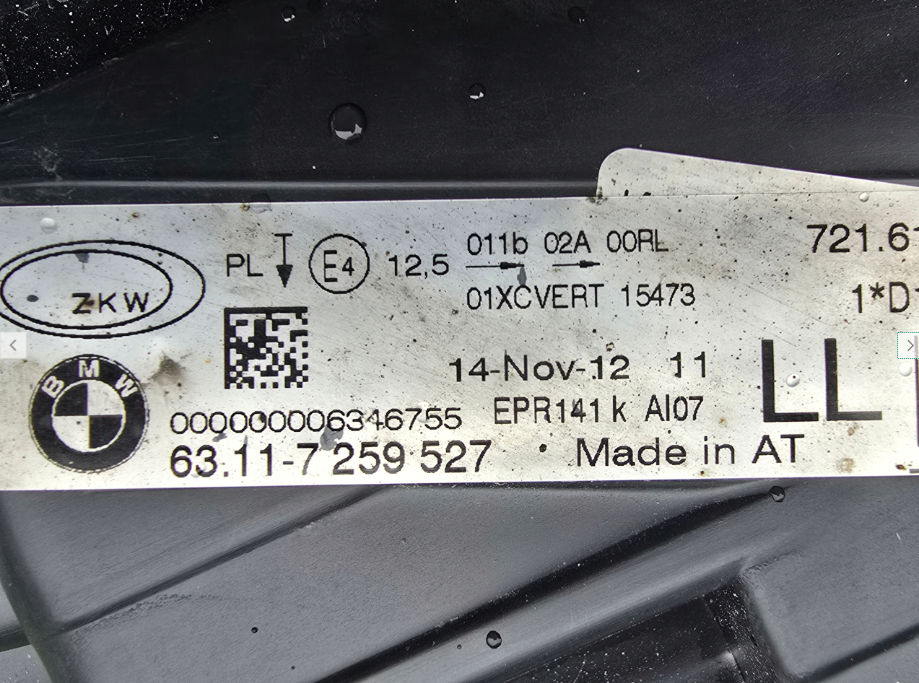 ZKW
PL E4 12,5 011b 02A 00RL
01XCVERT 15473
721.61
1*D1
BMW
14-Nov-12 11
LL
000000006346755
EPR141 k AI07
63.11-7 259 527 · Made in AT